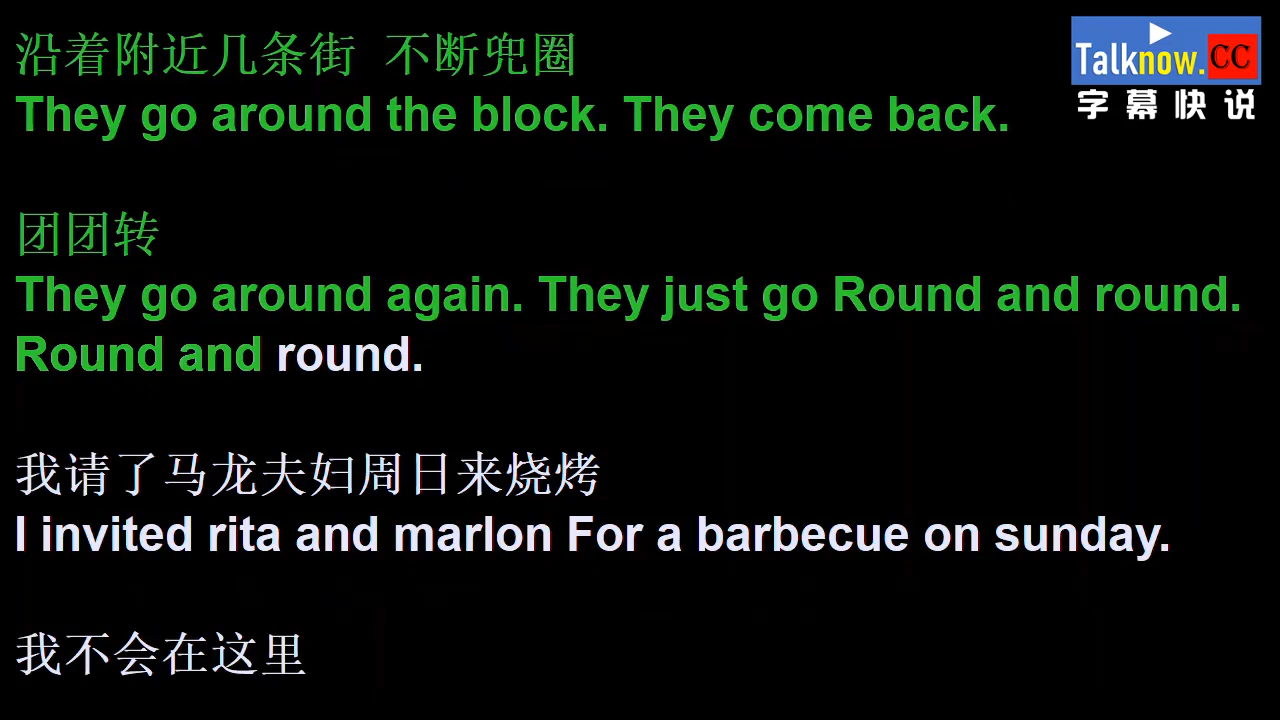 沿着附近几条街 不断兜圈
They go around the block. They come back.
团团转
They go around again. They just go Round and round.
Round and round.
我请了马龙夫妇周日来烧烤
I invited rita and marlon For a barbecue on sunday.
我不会在这里
Talknow.CC
字幕快说